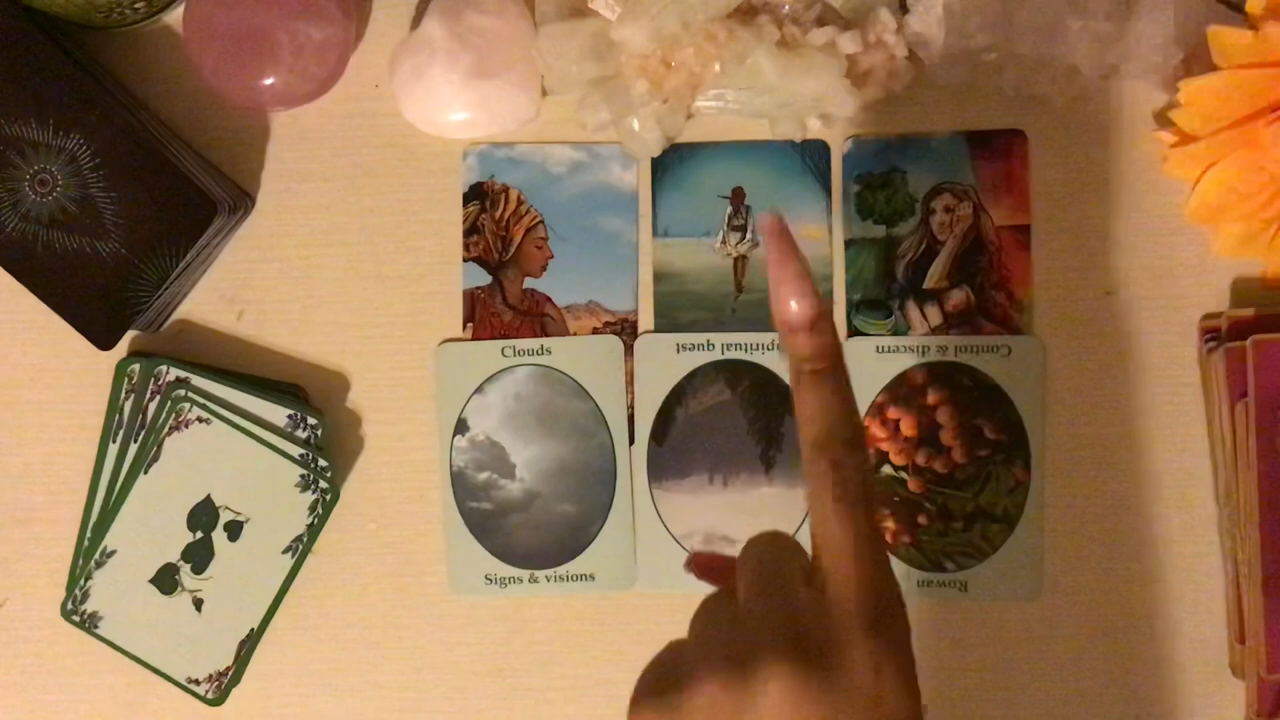 Clouds
Signs & visions
piritual quest
Control & discern
Rowan